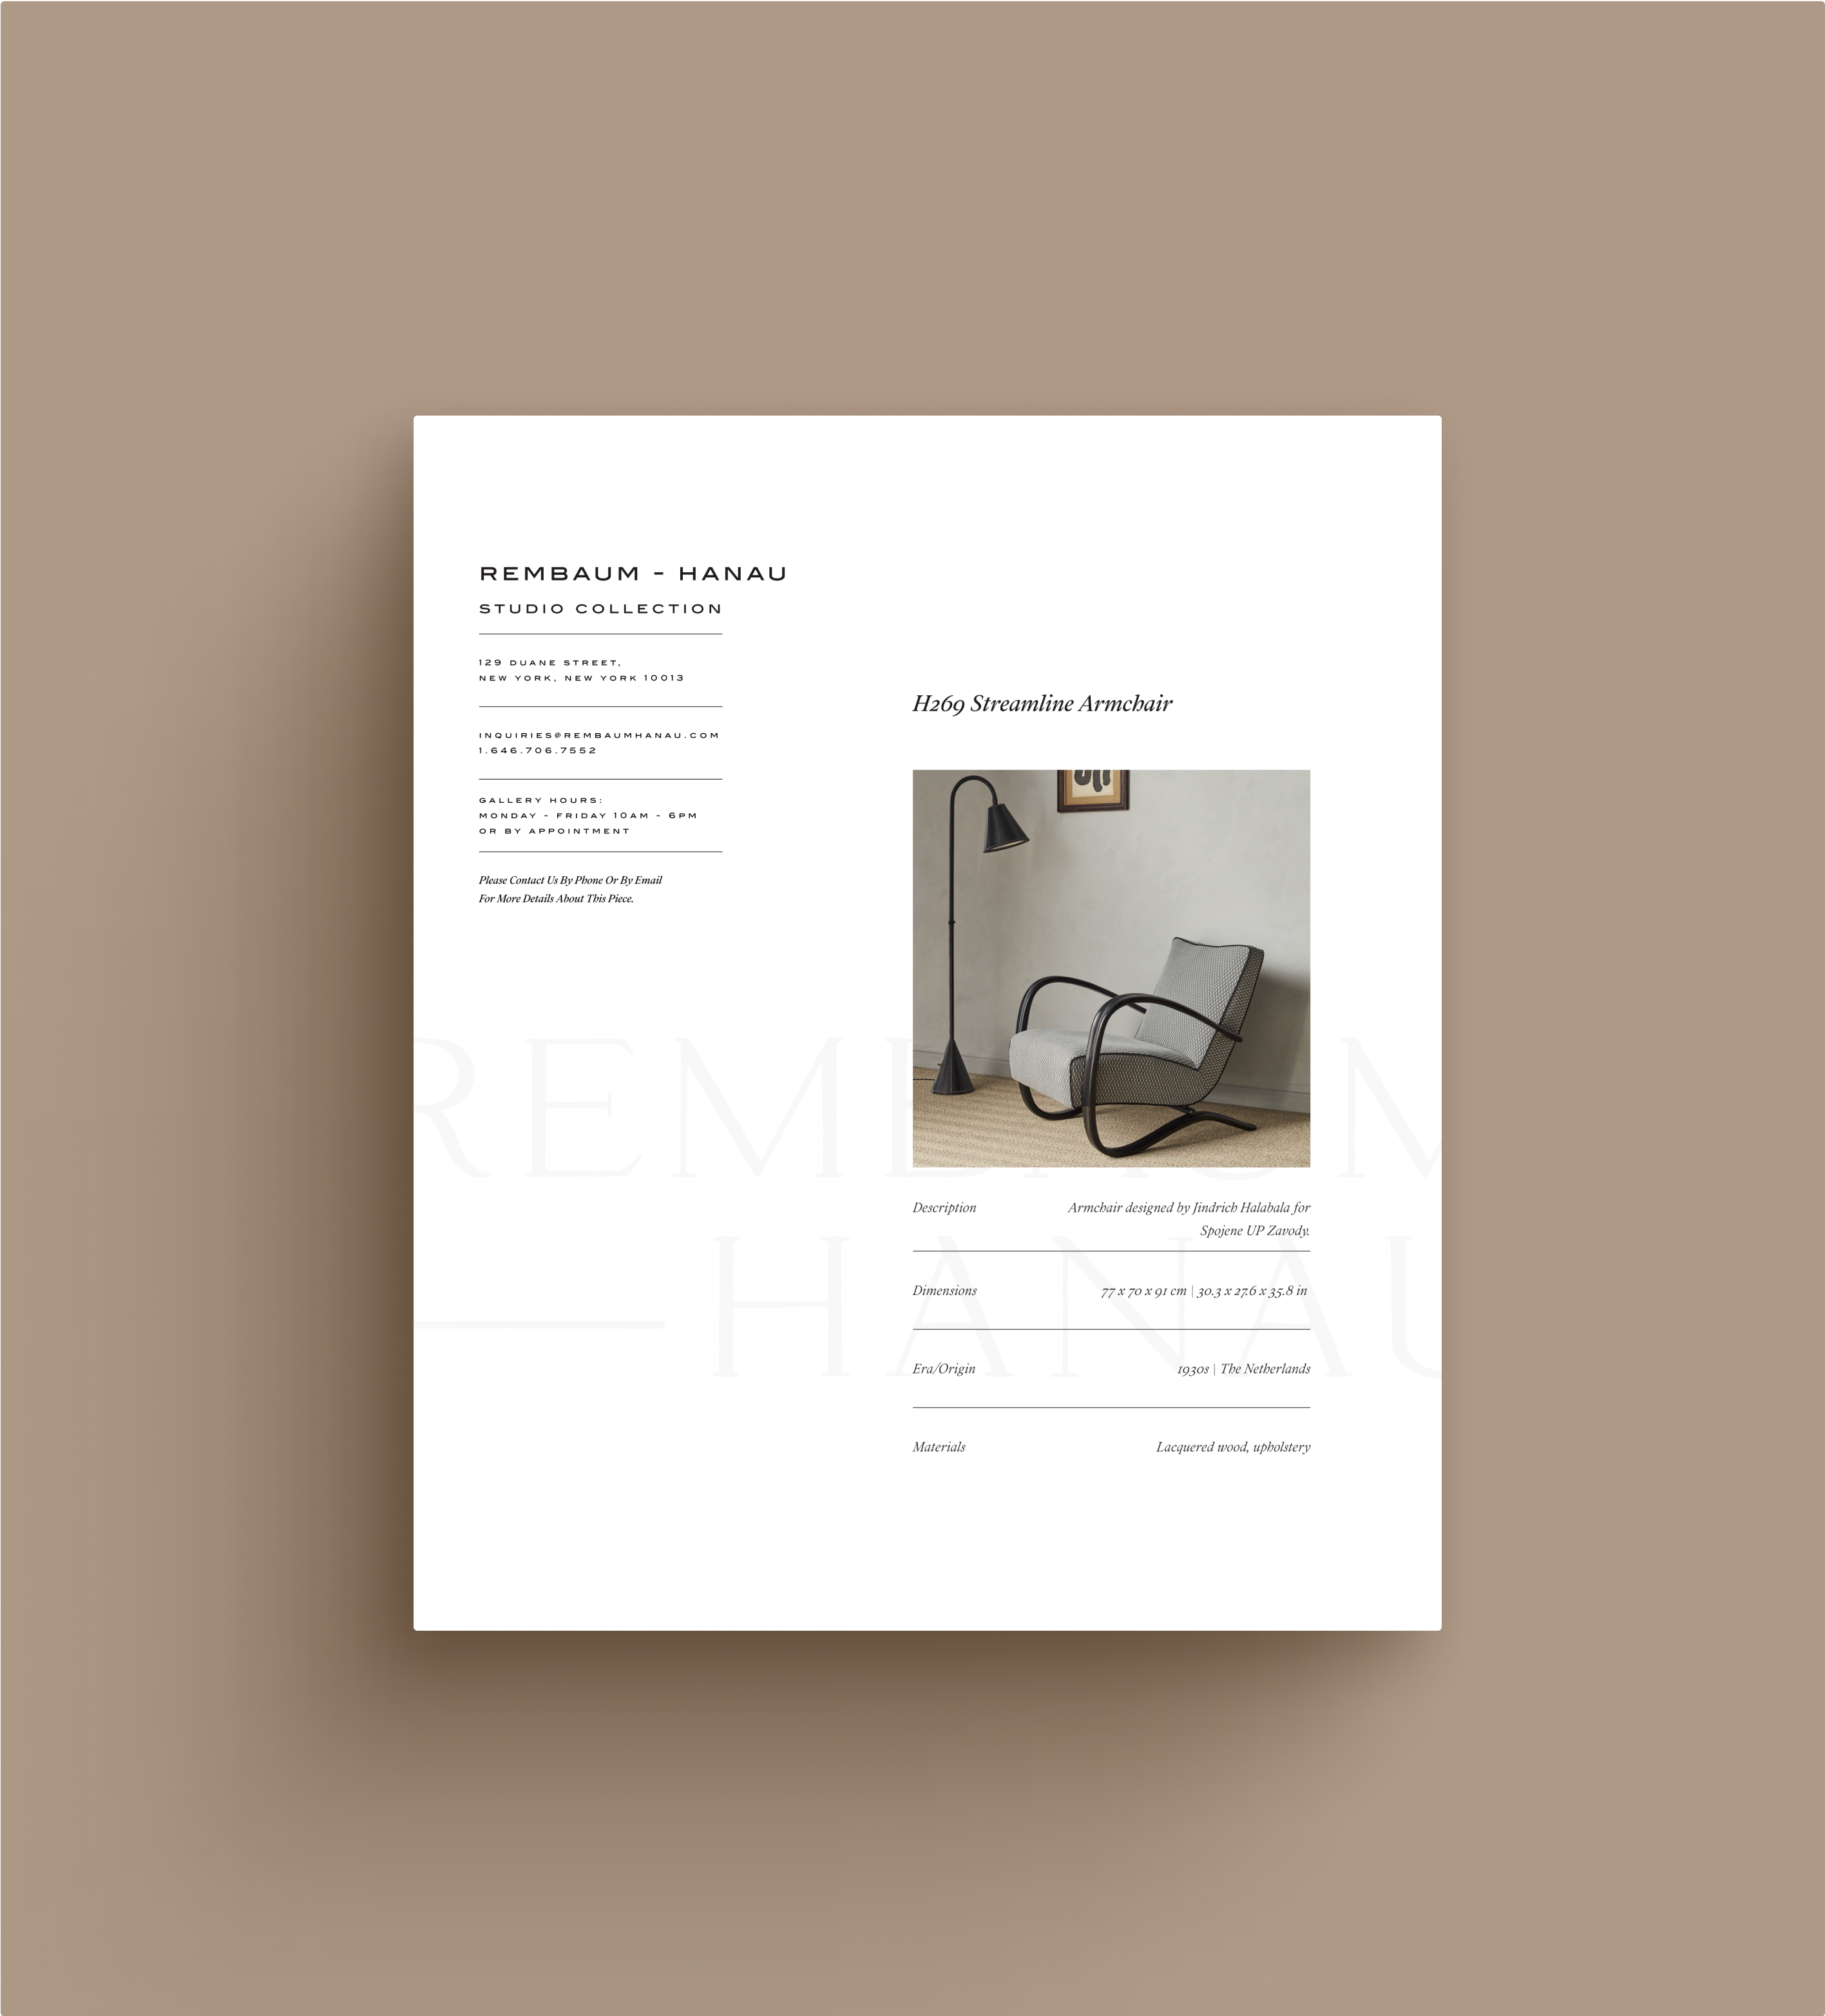 REMBAUM - HANAU
STUDIO COLLECTION
129 DUANE STREET,
NEW YORK, NEW YORK 10013
INQUIRIES@REMBAUMHANAU.COM
1.646.706.7552
GALLERY HOURS:
MONDAY - FRIDAY 10AM - 6PM
OR BY APPOINTMENT
Please Contact Us By Phone Or By Email
For More Details About This Piece.
H269 Streamline Armchair
Description
Armchair designed by Jindrich Halabala for
Spojene UP Zavody.
Dimensions
77 x 70 x 91 cm | 30.3 x 27.6 x 35.8 in
Era/Origin
1930s | The Netherlands
Materials
Lacquered wood, upholstery
REMBAUM
HANAU